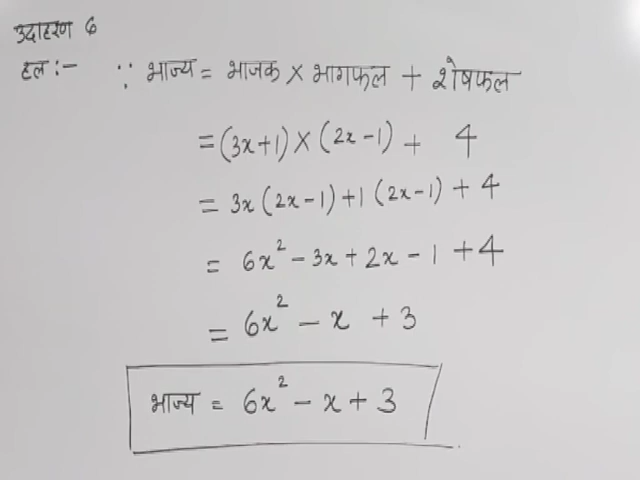 उदाहरण 6
हल :- ∵ भाज्य = भाजक × भागफल + शेषफल
= (3x+1) × (2x-1) + 4
= 3x (2x-1) + 1 (2x-1) + 4
= 6x² - 3x + 2x - 1 + 4
= 6x² - x + 3
भाज्य = 6x² - x + 3